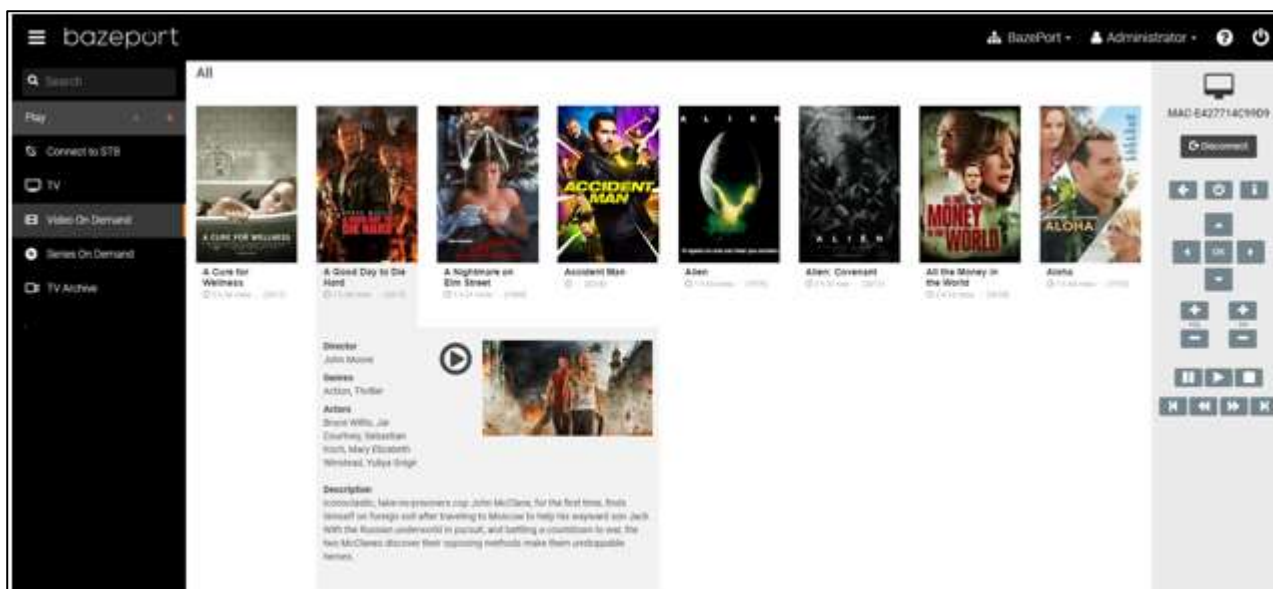 bazeport
BazePort
Administrator
Search
All
Play
Connect to STB
TV
Video On Demand
Series On Demand
TV Archive
A CURE FOR WELLNESS
ACCIDENT
MAN
ALIEN
ALIEN
MONEY
WORLD
ALOHA
A Cure for
Wellness
A Good Day to Die
Hard
A Nightmare on
Elm Street
Accident Man
Alien
Alien: Covenant
All the Money in
the World
Aloha
Director
John Moore
Genres
Action, Thriller
Actors
Bruce Willis, Jai
Courtney, Sebastian
Koch, Mary Elizabeth
Winstead, Yuliya Snigir
Description
Iconoclastic, take-no-prisoners cop John McClane, for the first time, finds
himself on foreign soil after traveling to Moscow to help his wayward son Jack.
With the Russian underworld in pursuit, and battling a countdown to war, the
two McClanes discover their opposing methods make them unstoppable
heroes.
MAC-E427714C99D9
Disconnect
OK